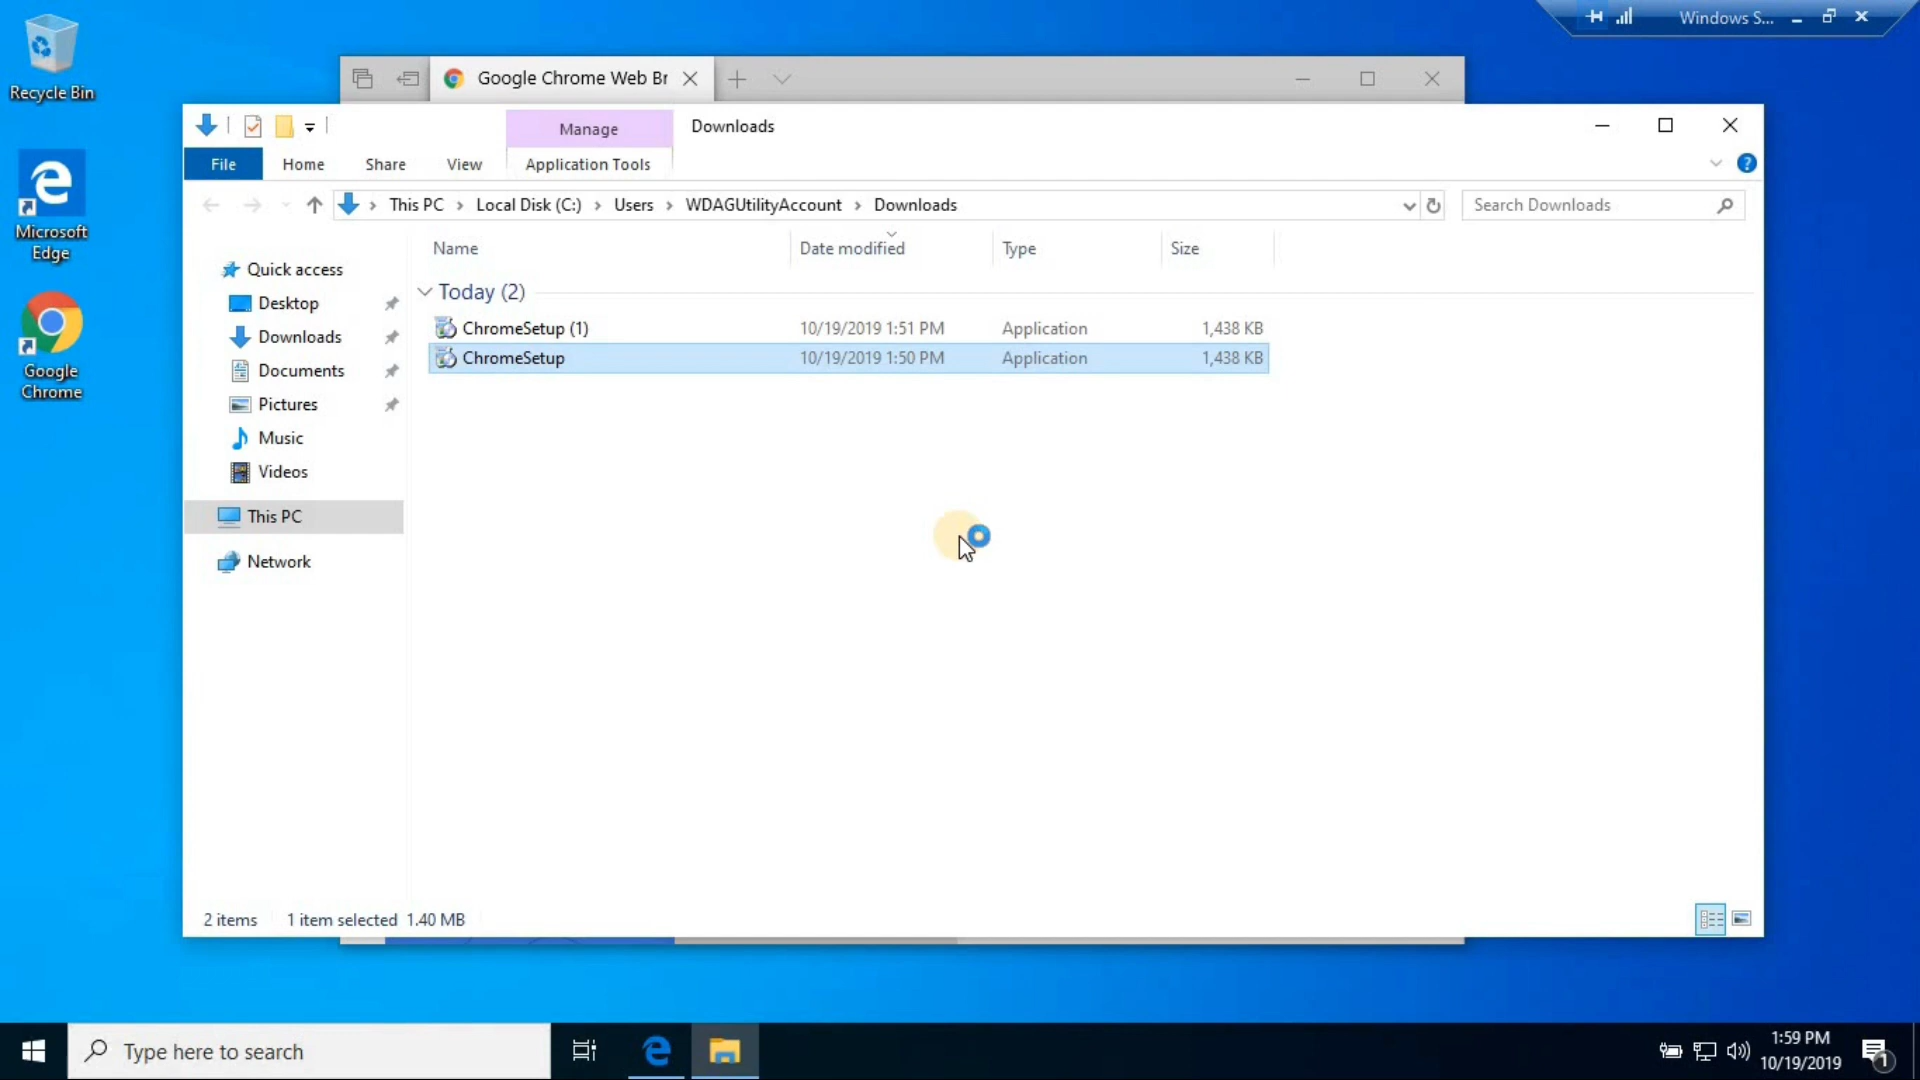 Recycle Bin
Microsoft
Edge
Google
Chrome
Windows S...
Google Chrome Web Br
Manage
Downloads
File
Home
Share
View
Application Tools
This PC
Local Disk (C:)
Users
WDAGUtilityAccount
Downloads
Search Downloads
Name
Date modified
Type
Size
Quick access
Desktop
Downloads
Documents
Pictures
Music
Videos
This PC
Network
Today (2)
ChromeSetup (1) 10/19/2019 1:51 PM Application 1,438 KB
ChromeSetup 10/19/2019 1:50 PM Application 1,438 KB
2 items 1 item selected 1.40 MB
Type here to search
1:59 PM
10/19/2019
1